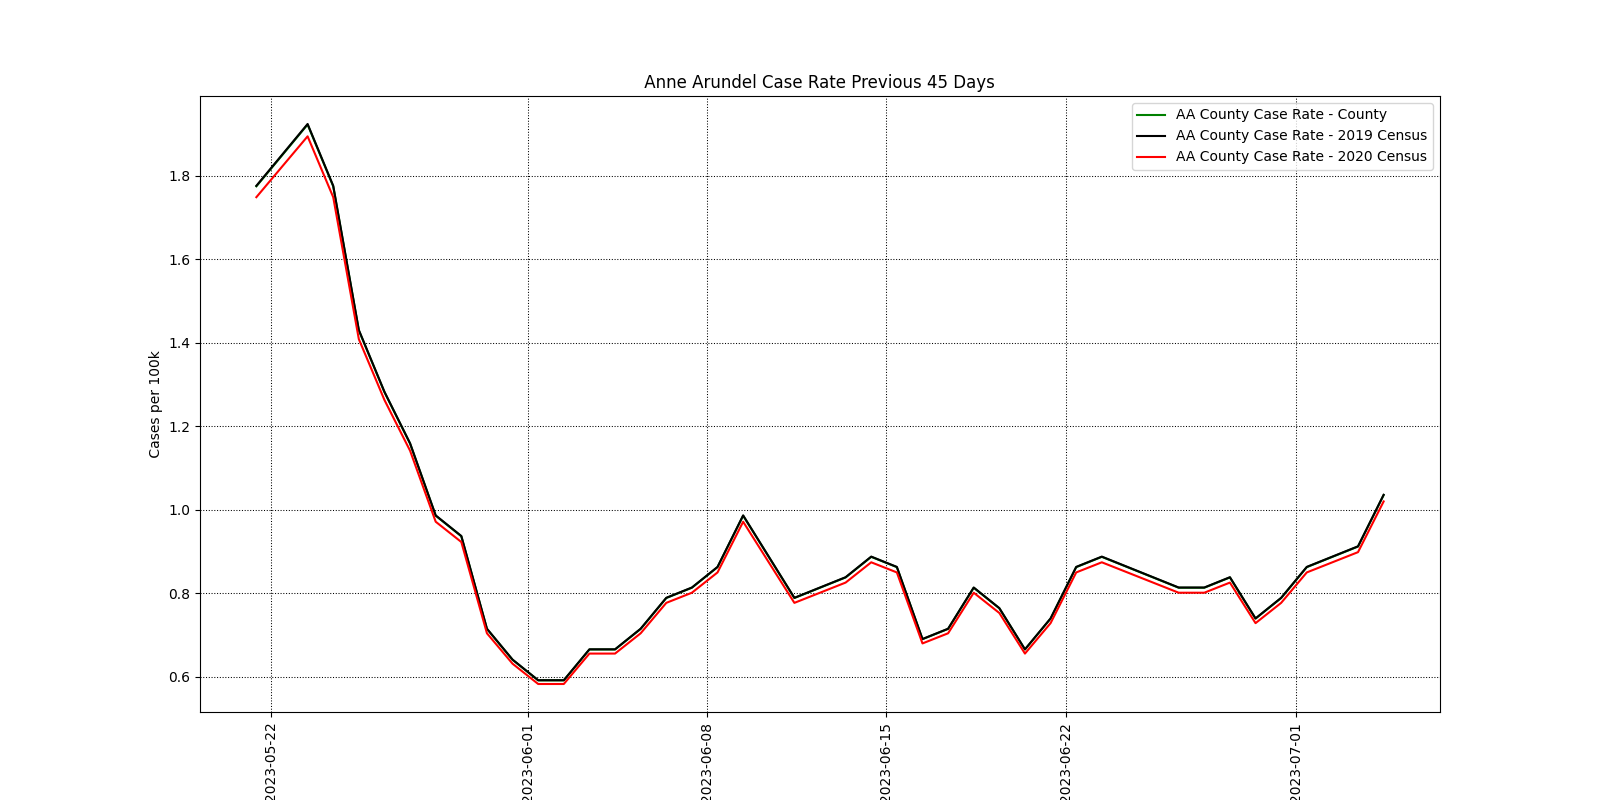 Anne Arundel Case Rate Previous 45 Days
AA County Case Rate - County
AA County Case Rate - 2019 Census
AA County Case Rate - 2020 Census
Cases per 100k
1.8
1.6
1.4
1.2
1.0
0.8
0.6
2023-05-22
2023-06-01
2023-06-08
2023-06-15
2023-06-22
2023-07-01